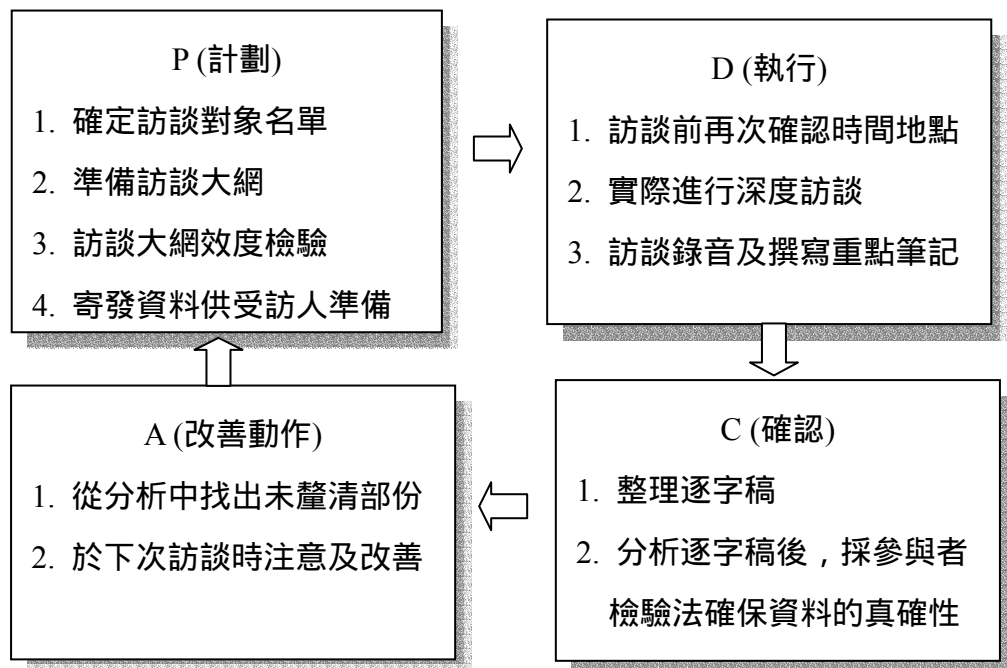 P (計劃)
1. 確定訪談對象名單
2. 準備訪談大網
3. 訪談大網效度檢驗
4. 寄發資料供受訪人準備
D (執行)
1. 訪談前再次確認時間地點
2. 實際進行深度訪談
3. 訪談錄音及撰寫重點筆記
C (確認)
1. 整理逐字稿
2. 分析逐字稿後，採參與者
檢驗法確保資料的真確性
A (改善動作)
1. 從分析中找出未釐清部份
2. 於下次訪談時注意及改善